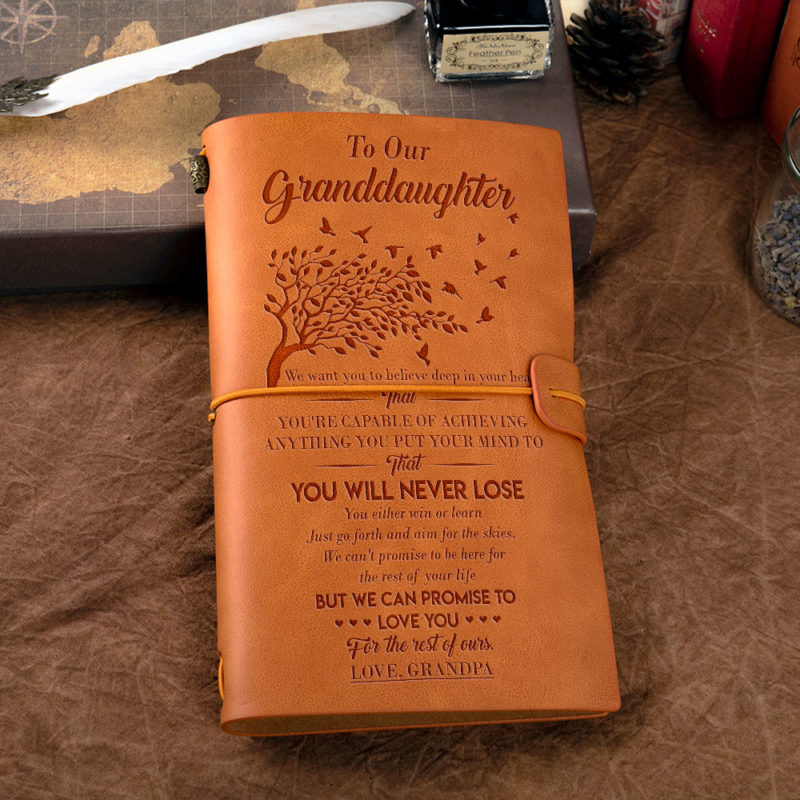 Feather Pen
To Our
Granddaughter
We want you to believe deep in your hea
That
YOU'RE CAPABLE OF ACHIEVING
ANYTHING YOU PUT YOUR MIND TO
That
YOU WILL NEVER LOSE
You either win or learn
Just go forth and aim for the skies.
We can't promise to be here for
the rest of your life
BUT WE CAN PROMISE TO
LOVE YOU
For the rest of ours.
LOVE, GRANDPA